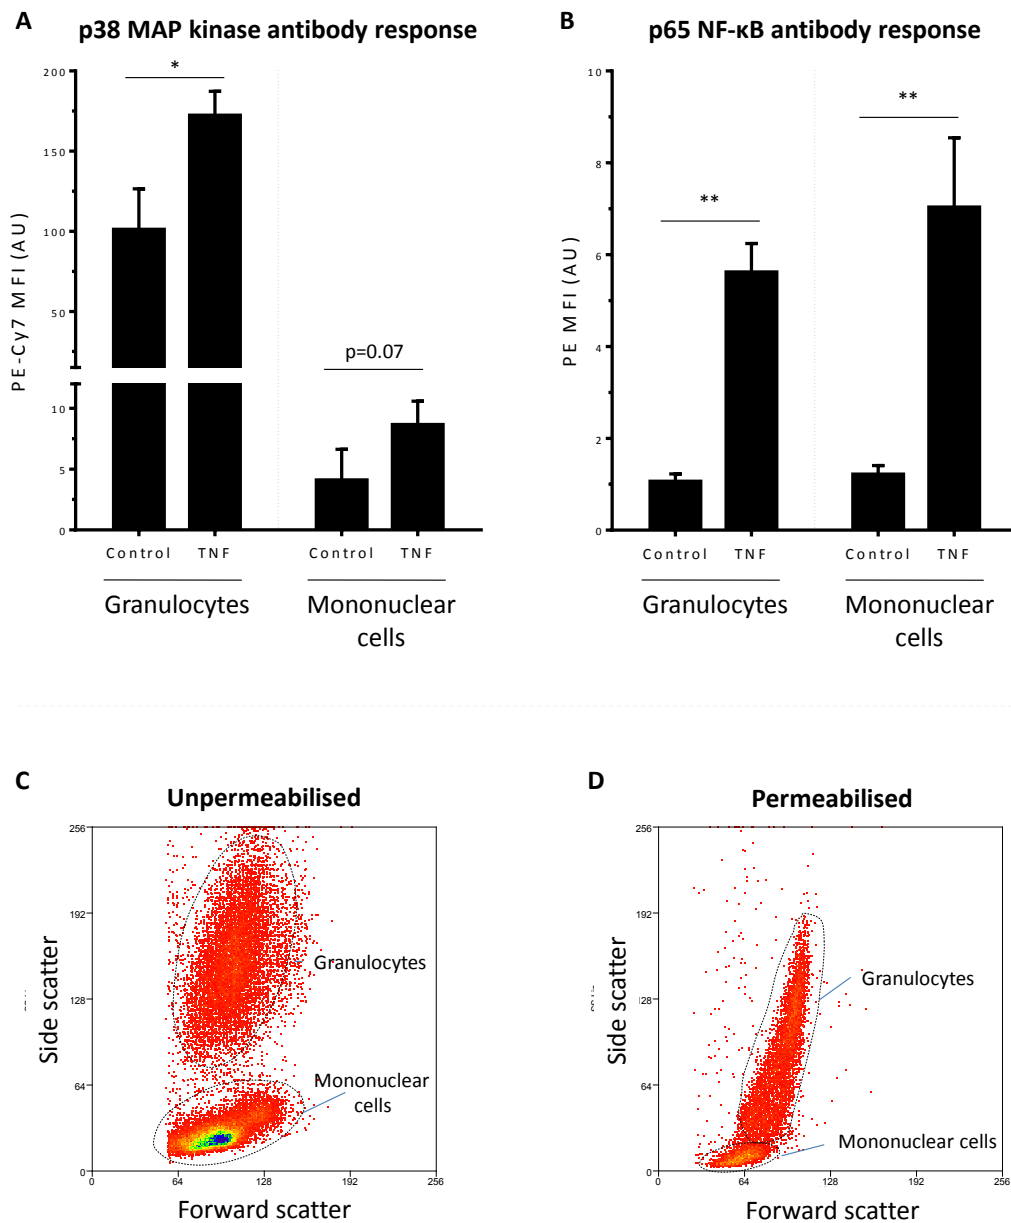 A
p38 MAP kinase antibody response
PE-Cy7 MFI (AU)
200
150
100
50
10
5
0
*
p=0.07
Control TNF Control TNF
Granulocytes
Mononuclear
cells
B
p65 NF-κB antibody response
PE MFI (AU)
10
8
6
4
2
0
**
**
Control TNF Control TNF
Granulocytes
Mononuclear
cells
C
Unpermeabilised
Side scatter
256
192
128
64
0
Granulocytes
Mononuclear
cells
0 64 128 192 256
Forward scatter
D
Permeabilised
Side scatter
256
192
128
64
0
Granulocytes
Mononuclear cells
0 64 128 192 256
Forward scatter